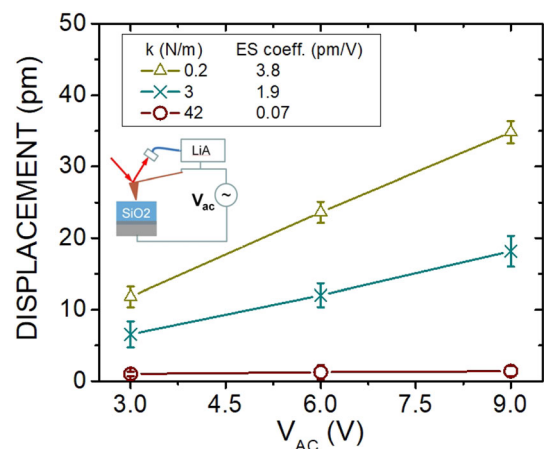 50
40
30
20
10
0
DISPLACEMENT (pm)
k (N/m) ES coeff. (pm/V)
0.2 3.8
3 1.9
42 0.07
LiA
Vac
~
SiO2
3.0 4.5 6.0 7.5 9.0
VAC (V)